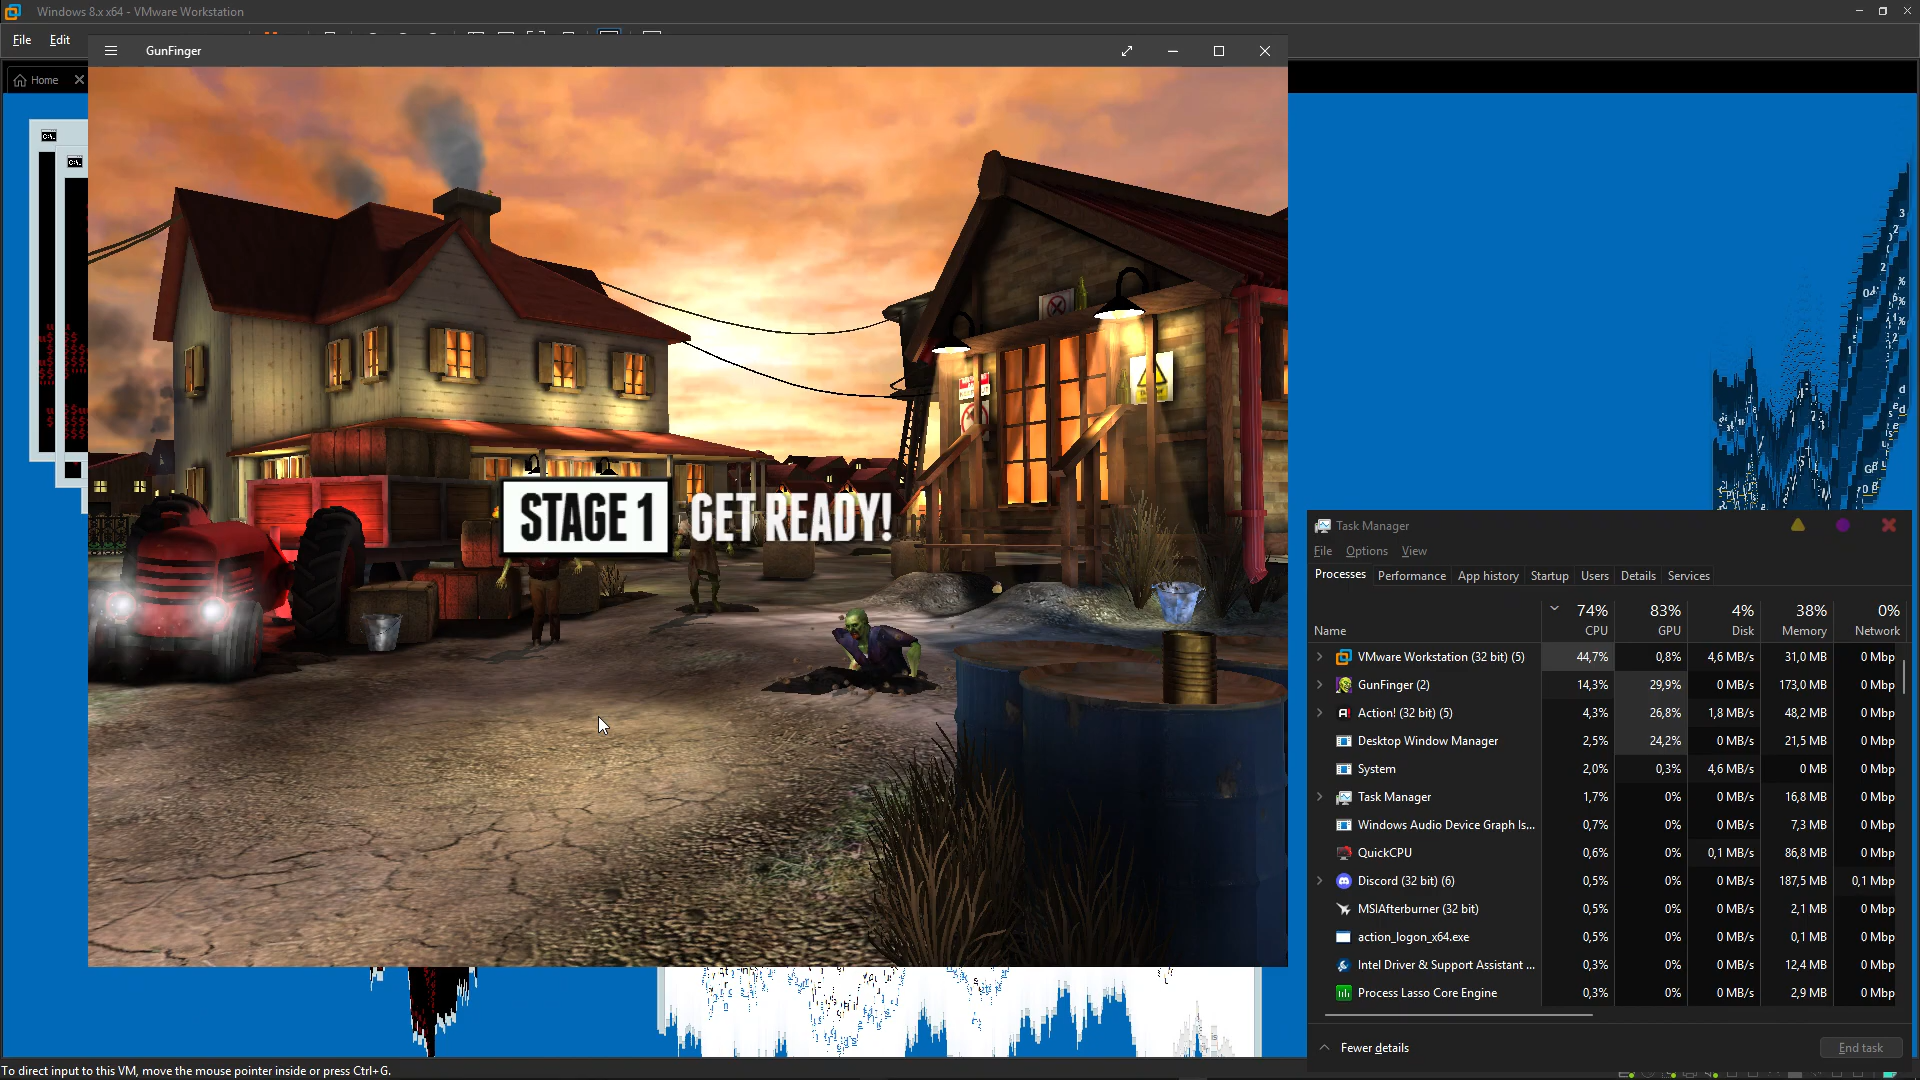 Windows 8.x x64 - VMware Workstation
File Edit
GunFinger
Home
STAGE 1 GET READY!
Task Manager
File Options View
Processes Performance App history Startup Users Details Services
74% 83% 4% 38% 0%
Name CPU GPU Disk Memory Network
VMware Workstation (32 bit) (5) 44,7% 0,8% 4,6 MB/s 31,0 MB 0 Mbp
GunFinger (2) 14,3% 29,9% 0 MB/s 173,0 MB 0 Mbp
Action! (32 bit) (5) 4,3% 26,8% 1,8 MB/s 48,2 MB 0 Mbp
Desktop Window Manager 2,5% 24,2% 0 MB/s 21,5 MB 0 Mbp
System 2,0% 0,3% 4,6 MB/s 0 MB 0 Mbp
Task Manager 1,7% 0% 0 MB/s 16,8 MB 0 Mbp
Windows Audio Device Graph Is... 0,7% 0% 0 MB/s 7,3 MB 0 Mbp
QuickCPU 0,6% 0% 0,1 MB/s 86,8 MB 0 Mbp
Discord (32 bit) (6) 0,5% 0% 0 MB/s 187,5 MB 0,1 Mbp
MSIAfterburner (32 bit) 0,5% 0% 0 MB/s 2,1 MB 0 Mbp
action_logon_x64.exe 0,5% 0% 0 MB/s 0,1 MB 0 Mbp
Intel Driver & Support Assistant ... 0,3% 0% 0 MB/s 12,4 MB 0 Mbp
Process Lasso Core Engine 0,3% 0% 0 MB/s 2,9 MB 0 Mbp
Fewer details End task
To direct input to this VM, move the mouse pointer inside or press Ctrl+G.